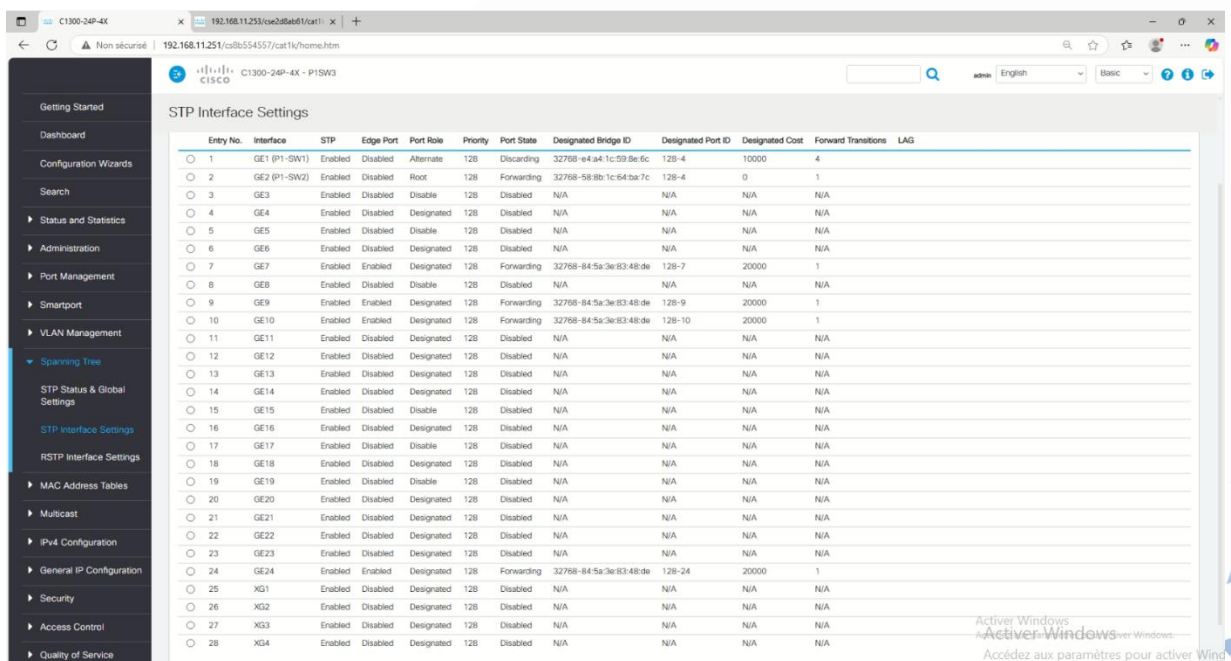 C1300-24P-4X
192.168.11.253/cse2d8ab61/cat1
Non sécurisé 192.168.11.251/cs8b554557/cat1k/home.htm
CISCO C1300-24P-4X - P1SW3
admin English Basic
STP Interface Settings
Getting Started
Dashboard
Configuration Wizards
Search
Status and Statistics
Administration
Port Management
Smartport
VLAN Management
Spanning Tree
STP Status & Global
Settings
STP Interface Settings
RSTP Interface Settings
MAC Address Tables
Multicast
IPv4 Configuration
General IP Configuration
Security
Access Control
Quality of Service
Entry No. Interface STP Edge Port Port Role Priority Port State Designated Bridge ID Designated Port ID Designated Cost Forward Transitions LAG
1 GE1 (P1-SW1) Enabled Disabled Alternate 128 Discarding 32768-e4:a4:1c:59:8e:6c 128-4 10000 4
2 GE2 (P1-SW2) Enabled Disabled Root 128 Forwarding 32768-58:8b:1c:64:ba:7c 128-4 0 1
3 GE3 Enabled Disabled Disable 128 Disabled N/A N/A N/A N/A
4 GE4 Enabled Disabled Designated 128 Disabled N/A N/A N/A N/A
5 GE5 Enabled Disabled Disable 128 Disabled N/A N/A N/A N/A
6 GE6 Enabled Disabled Designated 128 Disabled N/A N/A N/A N/A
7 GE7 Enabled Enabled Designated 128 Forwarding 32768-84:5a:3e:83:48:de 128-7 20000 1
8 GE8 Enabled Disabled Disable 128 Disabled N/A N/A N/A N/A
9 GE9 Enabled Enabled Designated 128 Forwarding 32768-84:5a:3e:83:48:de 128-9 20000 1
10 GE10 Enabled Enabled Designated 128 Forwarding 32768-84:5a:3e:83:48:de 128-10 20000 1
11 GE11 Enabled Disabled Designated 128 Disabled N/A N/A N/A N/A
12 GE12 Enabled Disabled Designated 128 Disabled N/A N/A N/A N/A
13 GE13 Enabled Disabled Designated 128 Disabled N/A N/A N/A N/A
14 GE14 Enabled Disabled Designated 128 Disabled N/A N/A N/A N/A
15 GE15 Enabled Disabled Disable 128 Disabled N/A N/A N/A N/A
16 GE16 Enabled Disabled Designated 128 Disabled N/A N/A N/A N/A
17 GE17 Enabled Disabled Disable 128 Disabled N/A N/A N/A N/A
18 GE18 Enabled Disabled Designated 128 Disabled N/A N/A N/A N/A
19 GE19 Enabled Disabled Disable 128 Disabled N/A N/A N/A N/A
20 GE20 Enabled Disabled Designated 128 Disabled N/A N/A N/A N/A
21 GE21 Enabled Disabled Designated 128 Disabled N/A N/A N/A N/A
22 GE22 Enabled Disabled Designated 128 Disabled N/A N/A N/A N/A
23 GE23 Enabled Disabled Designated 128 Disabled N/A N/A N/A N/A
24 GE24 Enabled Enabled Designated 128 Forwarding 32768-84:5a:3e:83:48:de 128-24 20000 1
25 XG1 Enabled Disabled Designated 128 Disabled N/A N/A N/A N/A
26 XG2 Enabled Disabled Designated 128 Disabled N/A N/A N/A N/A
27 XG3 Enabled Disabled Designated 128 Disabled N/A N/A N/A N/A
28 XG4 Enabled Disabled Designated 128 Disabled N/A N/A N/A N/A
Activer Windows
Activer Windows
Accédez aux paramètres pour activer Wind